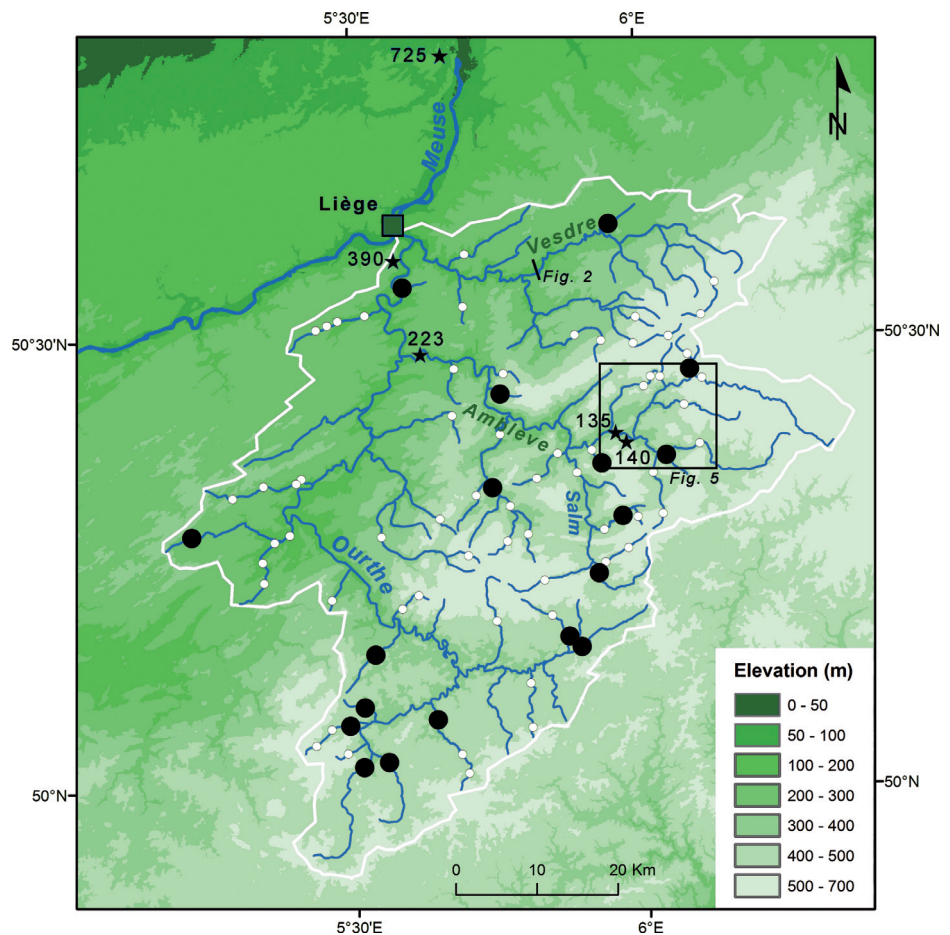 5°30'E 6°E
725
Meuse
N
Liège
Vesdre
390
Fig. 2
50°30'N 50°30'N
223
Amblève
135
140
Fig. 5
Salm
Ourthe
Elevation (m)
0 - 50
50 - 100
100 - 200
200 - 300
300 - 400
400 - 500
500 - 700
50°N 50°N
0 10 20 Km
5°30'E 6°E